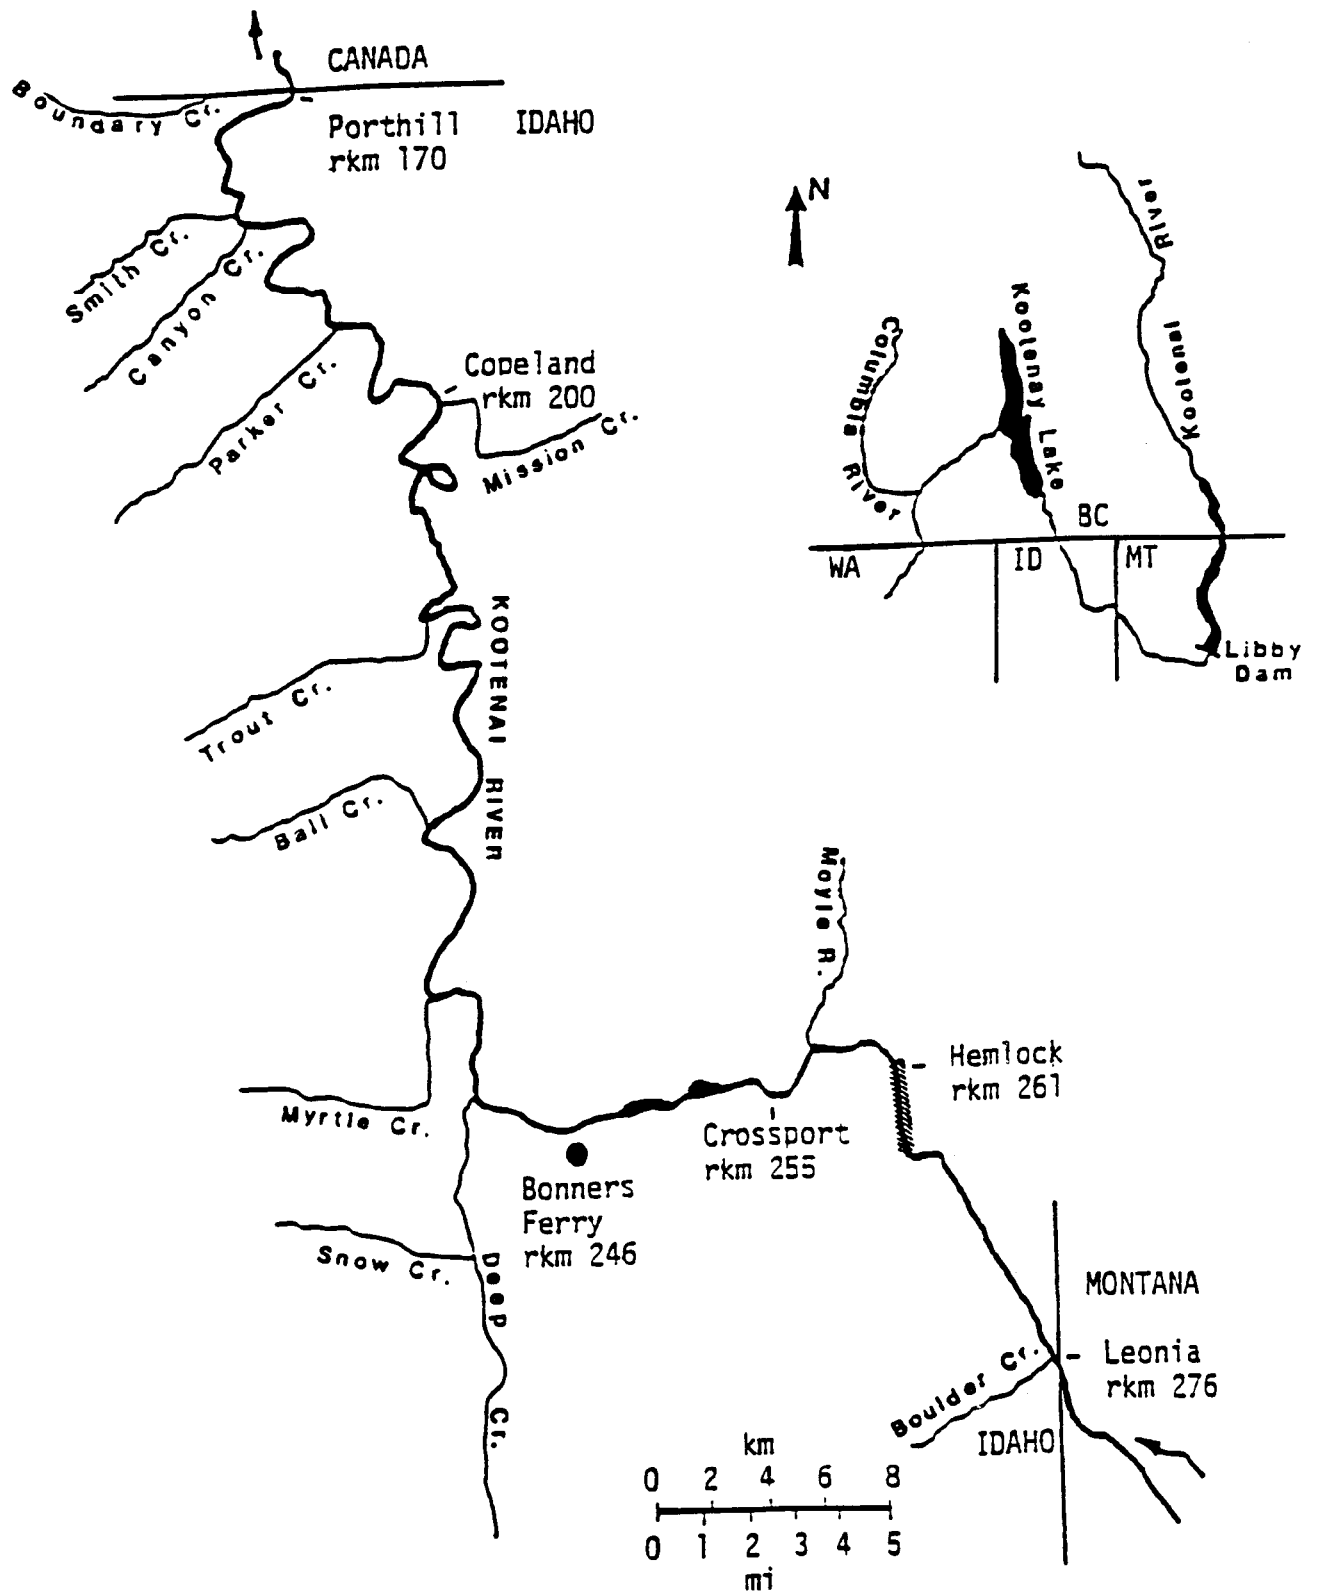 CANADA
Boundary Cr.
Porthill
rkm 170
IDAHO
N
River
Kootenai
Smith Cr.
Canyon Cr.
Parker Cr.
Copeland
rkm 200
Mission Cr.
Columbia
River
Kootenay Lake
BC
WA
ID
MT
Libby
Dam
KOOTENAI RIVER
Trout Cr.
Ball Cr.
Moyie R.
Hemlock
rkm 261
Myrtle Cr.
Crossport
rkm 255
Bonners
Ferry
rkm 246
Snow Cr.
Deep Cr.
MONTANA
Leonia
rkm 276
Boulder Cr.
IDAHO
km
0 2 4 6 8
0 1 2 3 4 5
mi